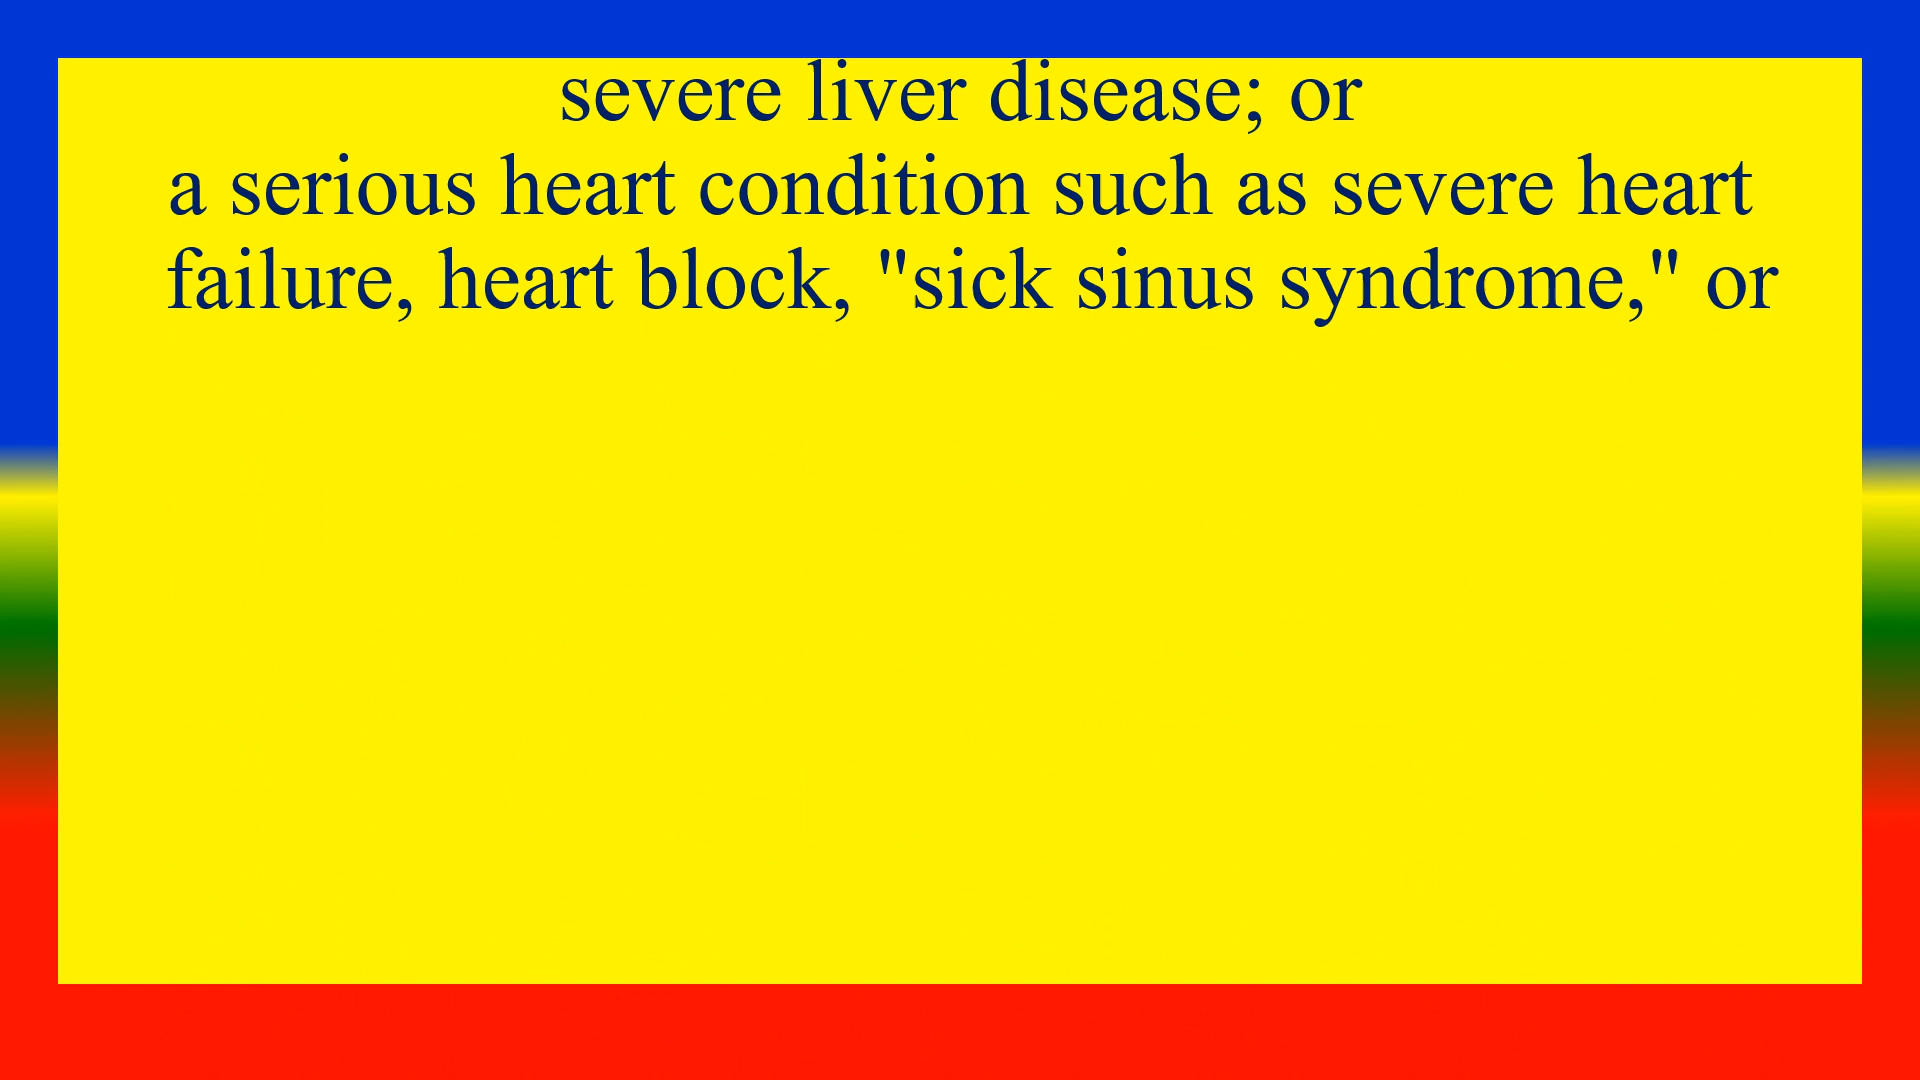 severe liver disease; or
a serious heart condition such as severe heart
failure, heart block, "sick sinus syndrome," or